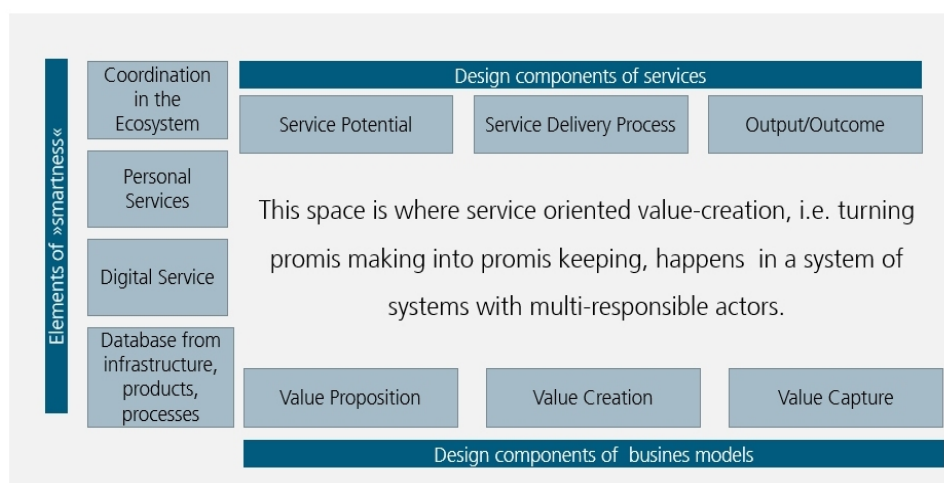 Elements of »smartness«
Coordination
in the
Ecosystem
Personal
Services
Digital Service
Database from
infrastructure,
products,
processes
Design components of services
Service Potential
Service Delivery Process
Output/Outcome
This space is where service oriented value-creation, i.e. turning
promis making into promis keeping, happens in a system of
systems with multi-responsible actors.
Value Proposition
Value Creation
Value Capture
Design components of busines models